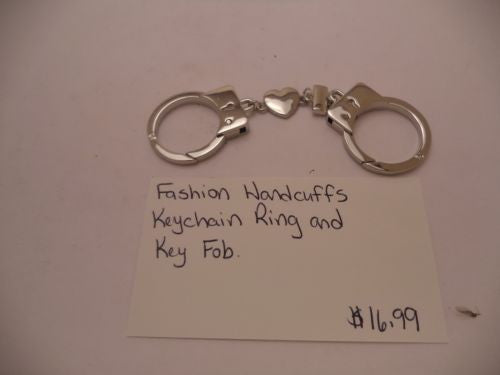 Fashion Handcuffs
Keychain Ring and
Key Fob.
$16.99